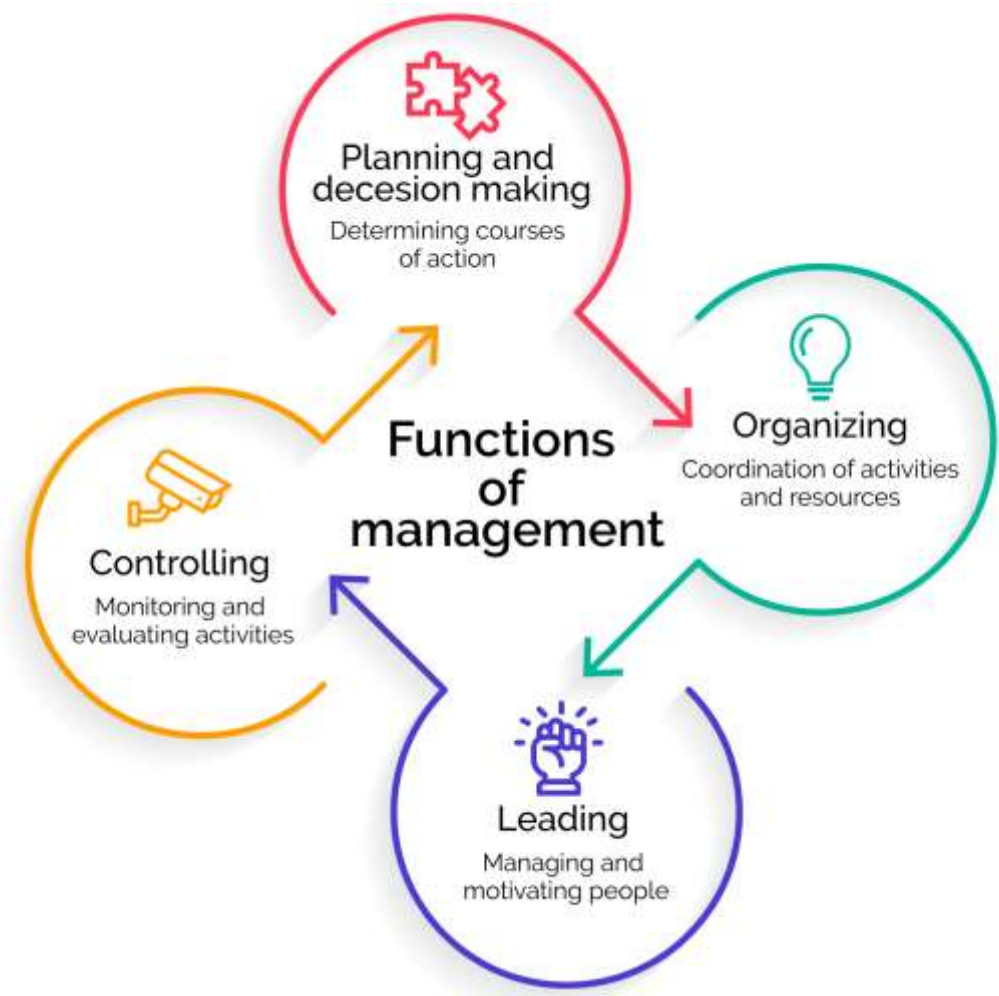 Planning and
decesion making
Determining courses
of action
Organizing
Coordination of activities
and resources
Functions
of
management
Controlling
Monitoring and
evaluating activities
Leading
Managing and
motivating people